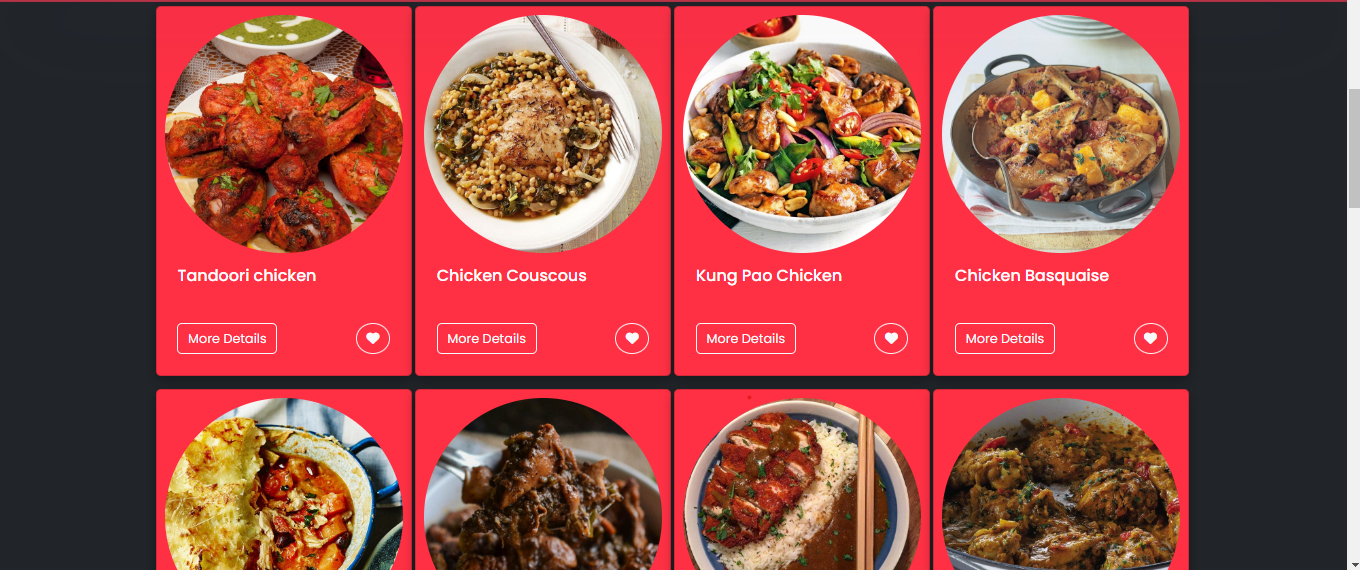 Tandoori chicken
Chicken Couscous
Kung Pao Chicken
Chicken Basquaise
More Details
More Details
More Details
More Details